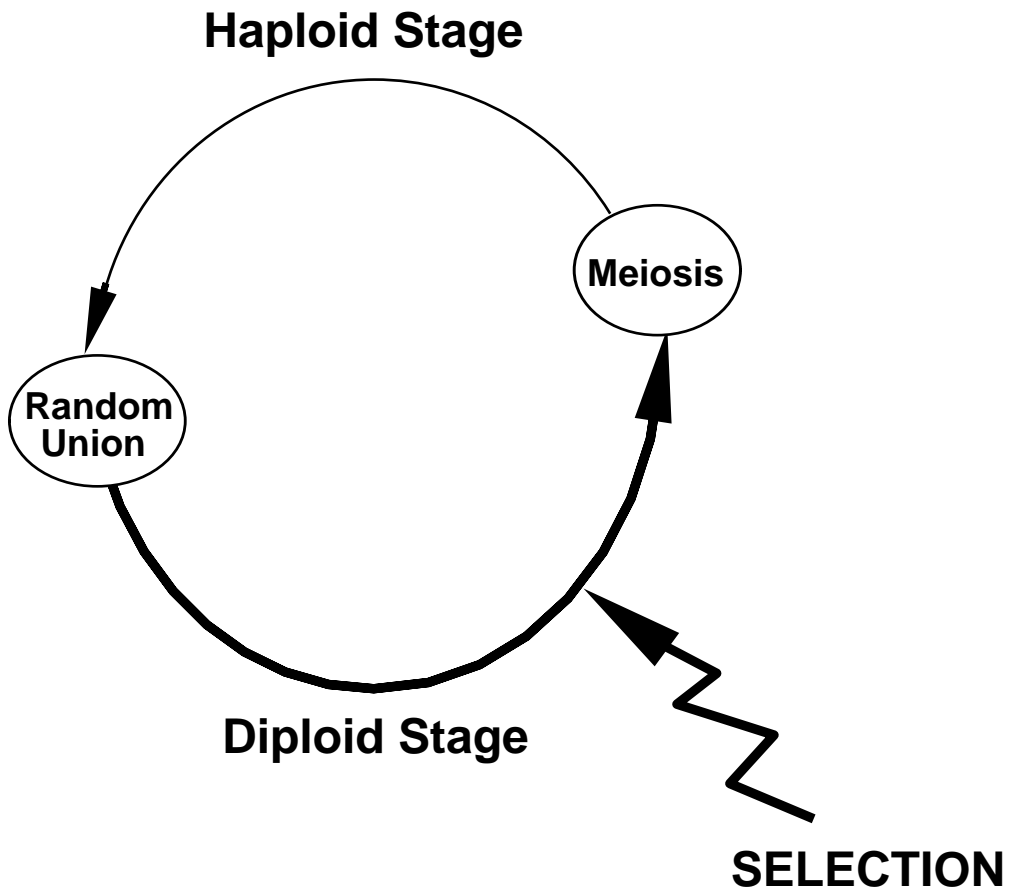 Haploid Stage
Meiosis
Random
Union
Diploid Stage
SELECTION